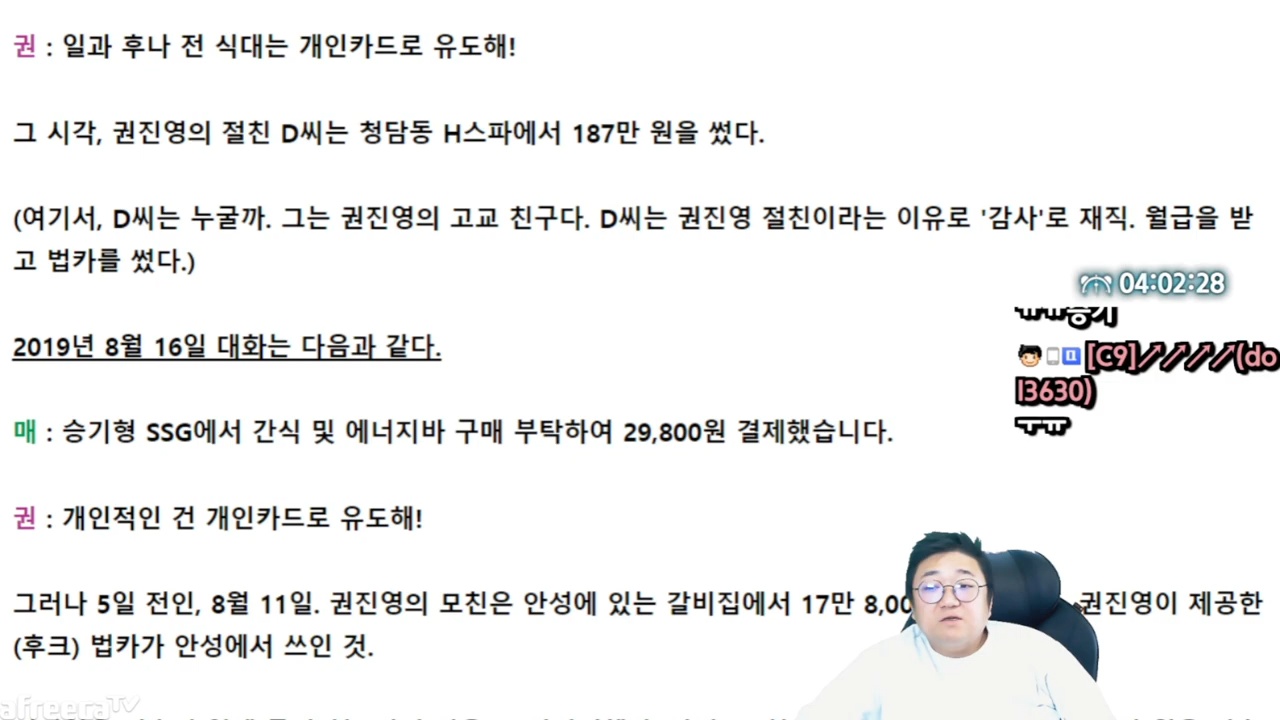 권 : 일과 후나 전 식대는 개인카드로 유도해!
그 시각, 권진영의 절친 D씨는 청담동 H스파에서 187만 원을 썼다.
(여기서, D씨는 누굴까. 그는 권진영의 고교 친구다. D씨는 권진영 절친이라는 이유로 '감사'로 재직. 월급을 받
고 법카를 썼다.)
04:02:28
2019년 8월 16일 대화는 다음과 같다.
[C9]↗↗↗↗(do
l3630)
ㅜㅠ
매 : 승기형 SSG에서 간식 및 에너지바 구매 부탁하여 29,800원 결제했습니다.
권 : 개인적인 건 개인카드로 유도해!
그러나 5일 전인, 8월 11일. 권진영의 모친은 안성에 있는 갈비집에서 17만 8,00 권진영이 제공한
(후크) 법카가 안성에서 쓰인 것.
afreecaTV